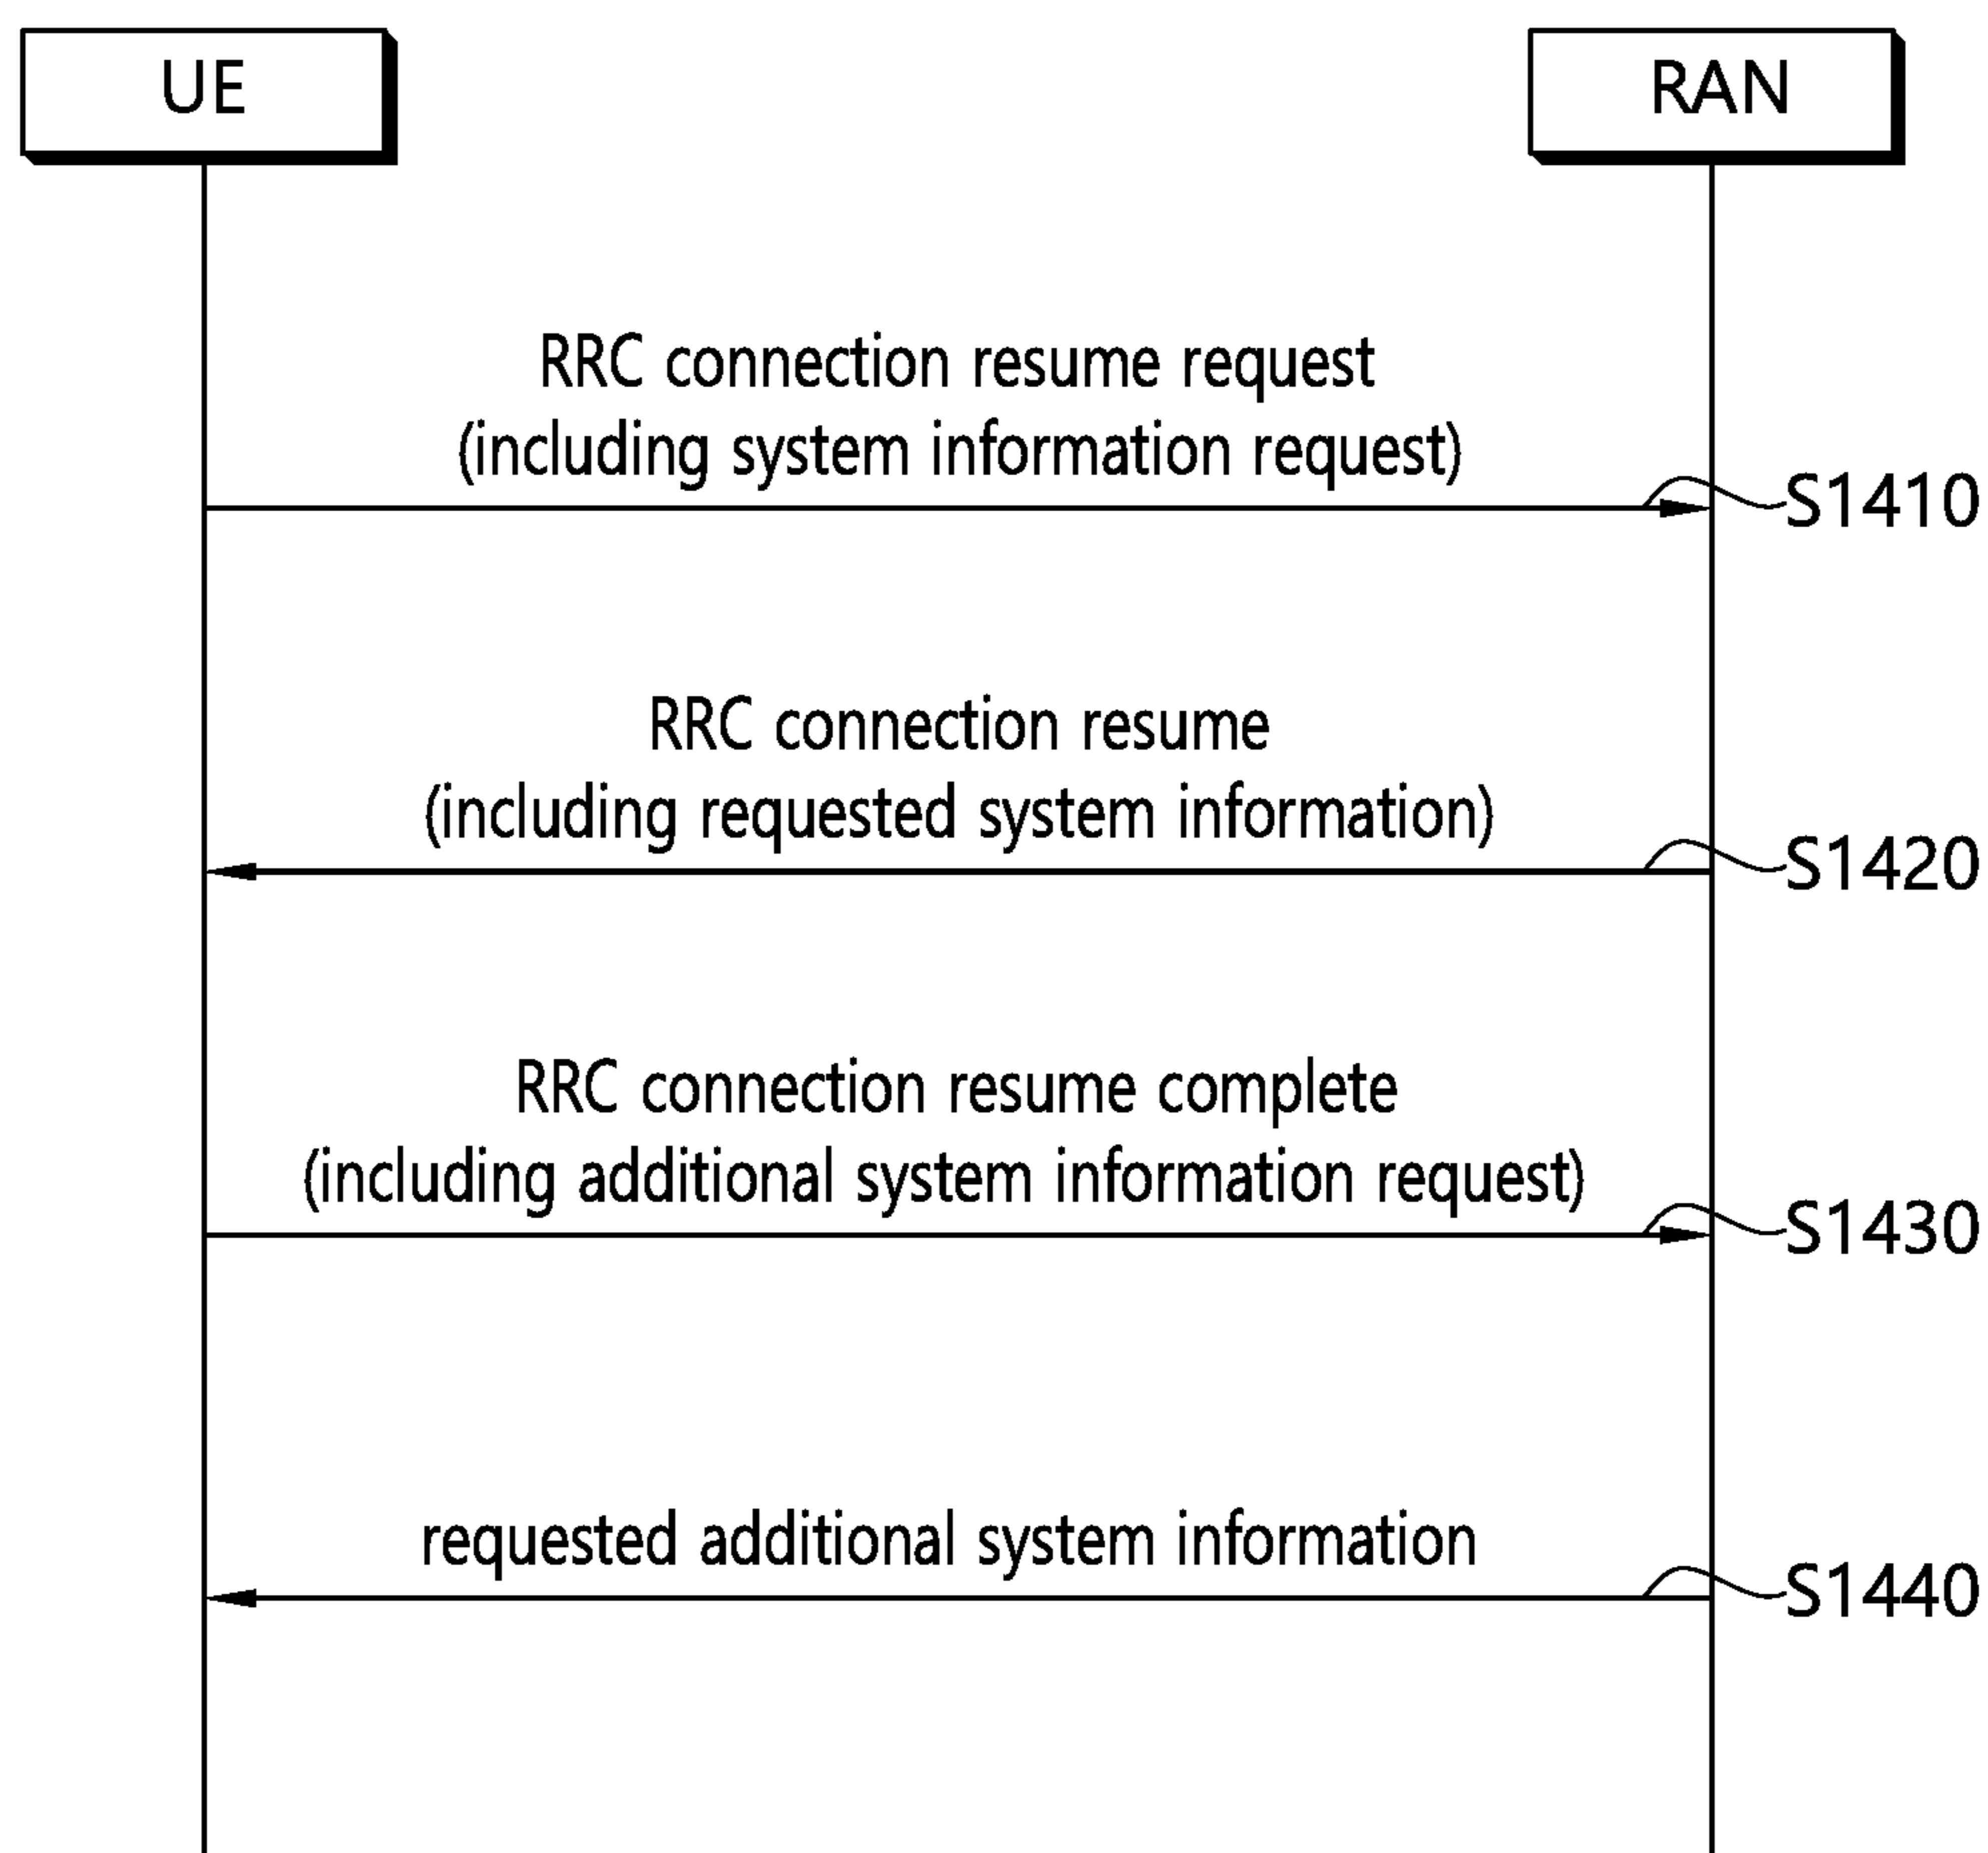 UE
RAN
RRC connection resume request
(including system information request)
S1410
RRC connection resume
(including requested system information)
S1420
RRC connection resume complete
(including additional system information request)
S1430
requested additional system information
S1440